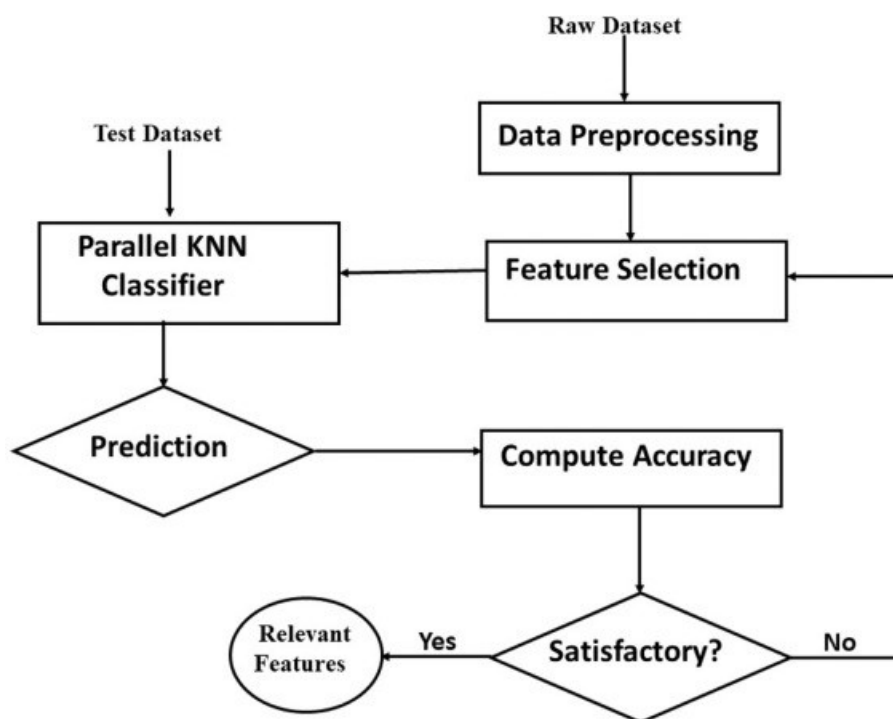 Raw Dataset
Data Preprocessing
Test Dataset
Parallel KNN
Classifier
Feature Selection
Prediction
Compute Accuracy
Relevant
Features
Yes
Satisfactory?
No